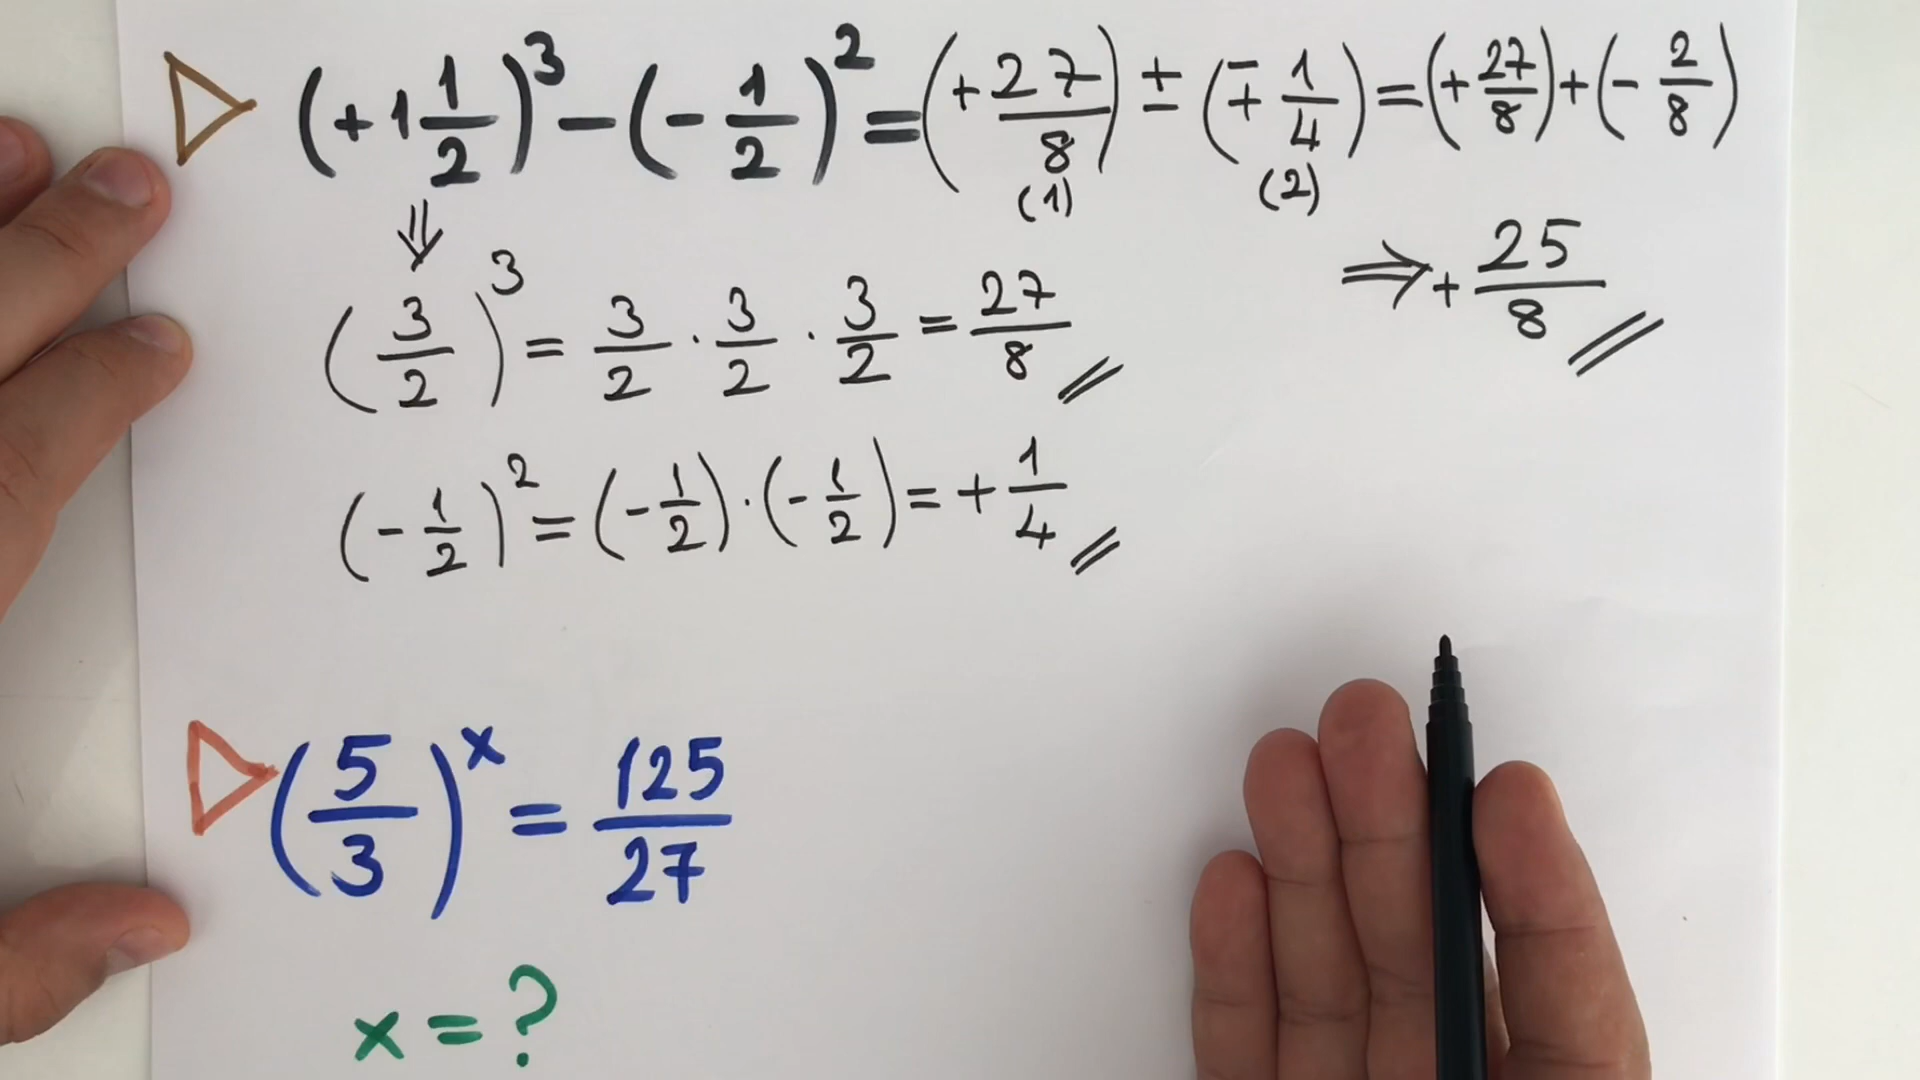 (+1 1/2)³ − (−1/2)² = (+27/8) ± (∓ 1/4) = (+27/8) + (−2/8)
(1) (2)
⇓ ⇒ +25/8 //
(3/2)³ = 3/2 · 3/2 · 3/2 = 27/8 //
(−1/2)² = (−1/2) · (−1/2) = +1/4 //
(5/3)ˣ = 125/27
x = ?